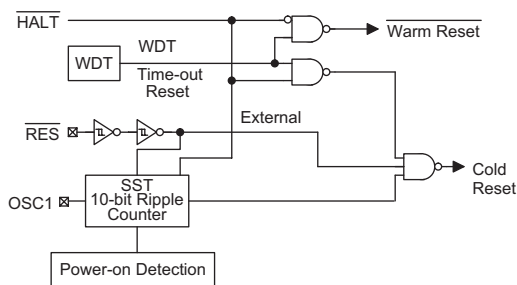 HALT
WDT
WDT
Time-out
Reset
Warm Reset
RES
External
Cold
Reset
OSC1
SST
10-bit Ripple
Counter
Power-on Detection